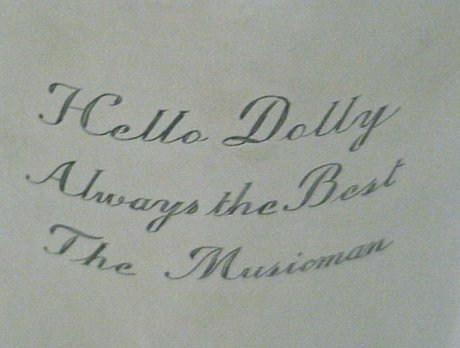 Hello Dolly
Always the Best
The Musicman